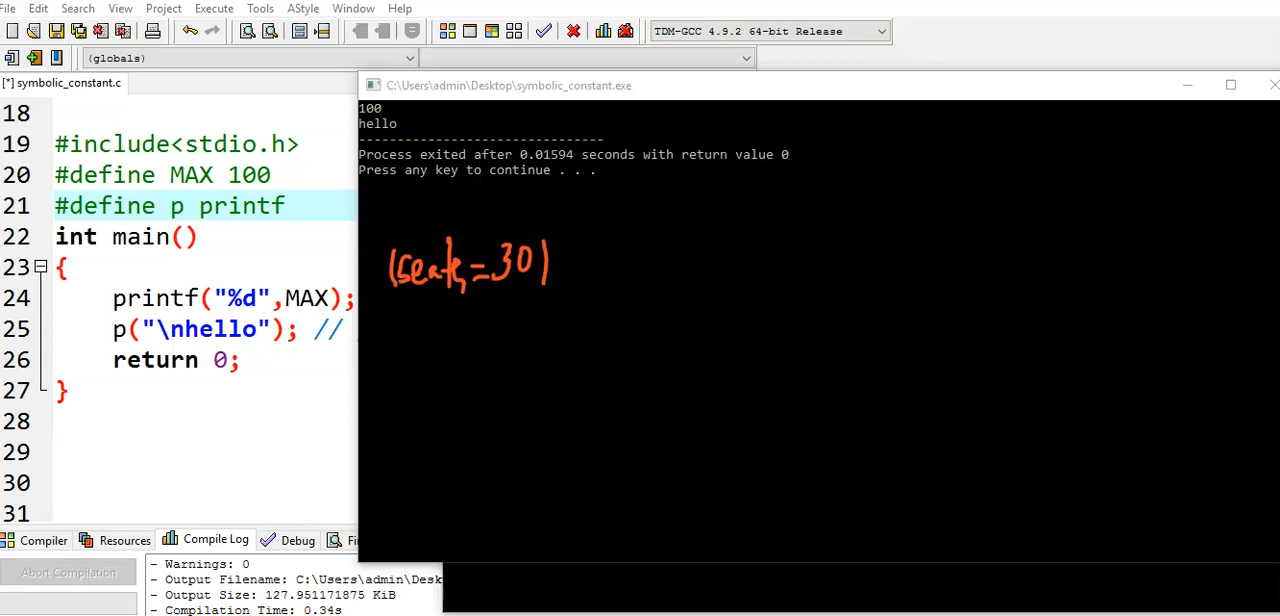 File Edit Search View Project Execute Tools AStyle Window Help
TDM-GCC 4.9.2 64-bit Release
(globals)
[*] symbolic_constant.c
C:\Users\admin\Desktop\symbolic_constant.exe
100
hello
--------------------------------
Process exited after 0.01594 seconds with return value 0
Press any key to continue . . .
(seats=30)
18
19 #include<stdio.h>
20 #define MAX 100
21 #define p printf
22 int main()
23 {
24 printf("%d",MAX);
25 p("\nhello"); //
26 return 0;
27 }
28
29
30
31
Compiler Resources Compile Log Debug
Abort Compilation
- Warnings: 0
- Output Filename: C:\Users\admin\Desk
- Output Size: 127.951171875 KiB
- Compilation Time: 0.34s